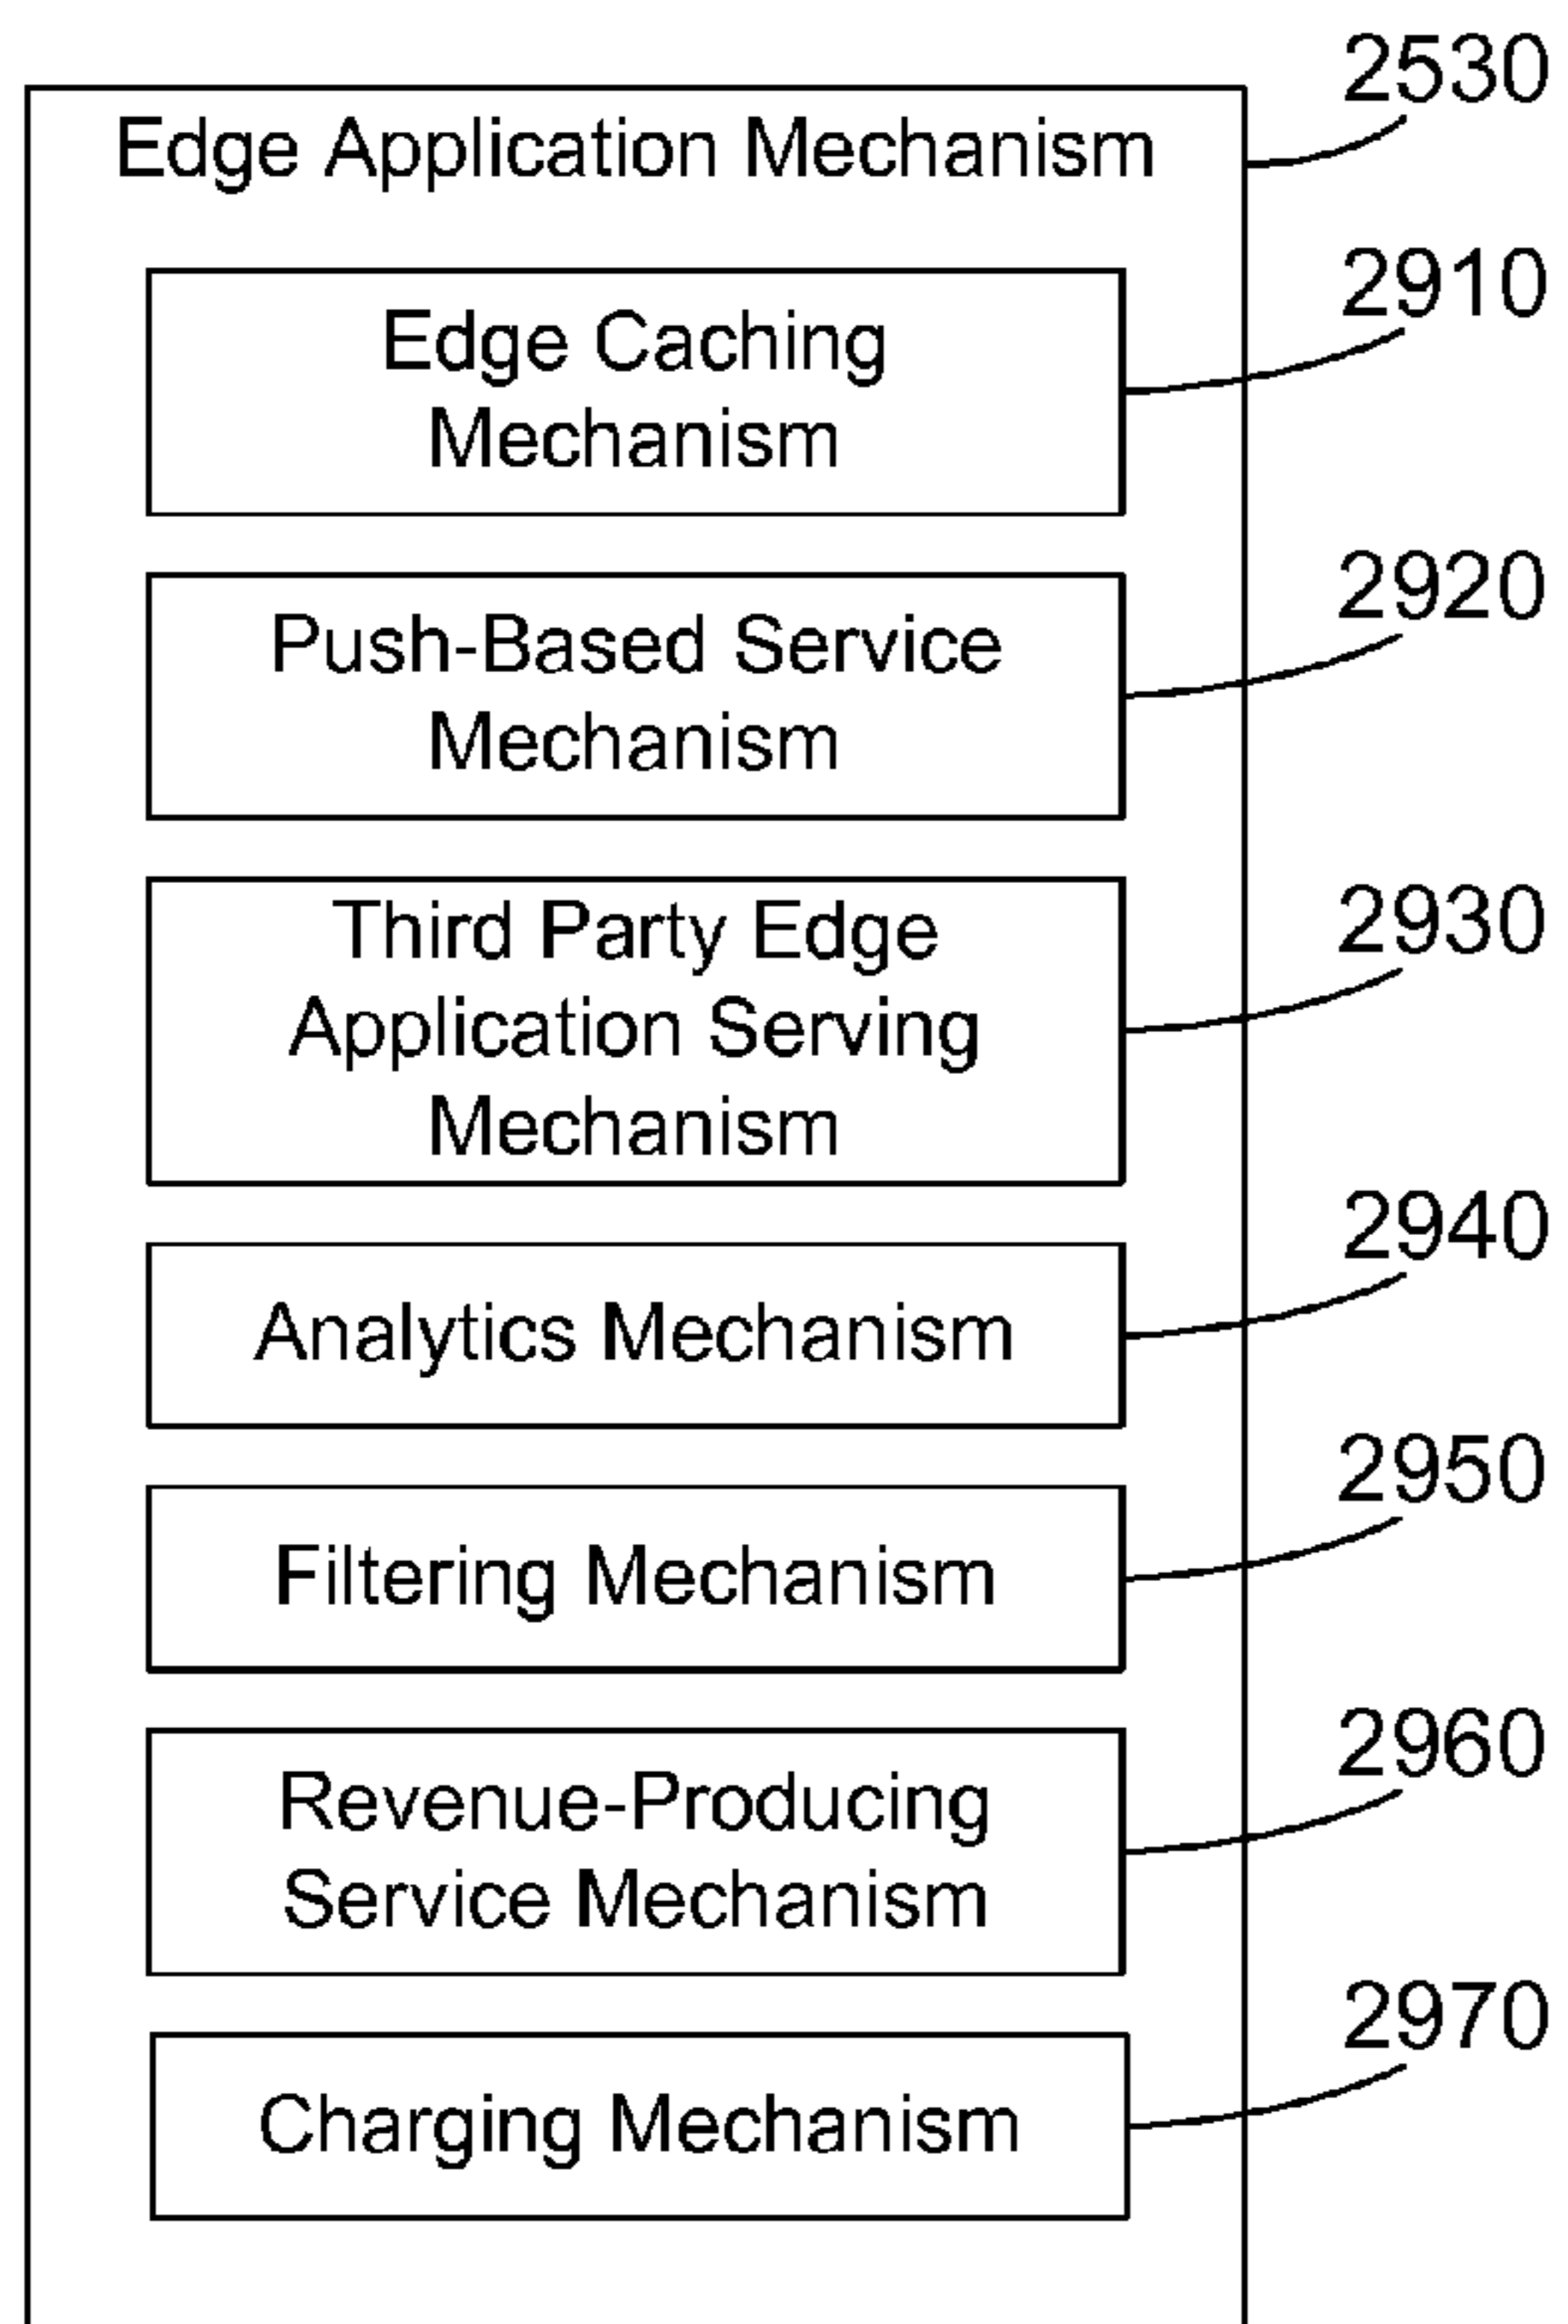 2530
Edge Application Mechanism
2910
Edge Caching
Mechanism
2920
Push-Based Service
Mechanism
2930
Third Party Edge
Application Serving
Mechanism
2940
Analytics Mechanism
2950
Filtering Mechanism
2960
Revenue-Producing
Service Mechanism
2970
Charging Mechanism